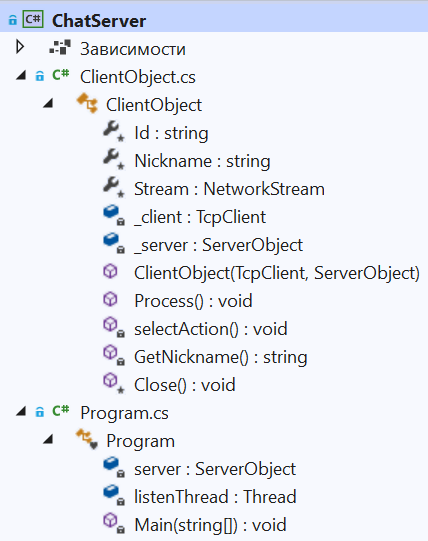 C# ChatServer
Зависимости
C# ClientObject.cs
ClientObject
Id : string
Nickname : string
Stream : NetworkStream
_client : TcpClient
_server : ServerObject
ClientObject(TcpClient, ServerObject)
Process() : void
selectAction() : void
GetNickname() : string
Close() : void
C# Program.cs
Program
server : ServerObject
listenThread : Thread
Main(string[]) : void